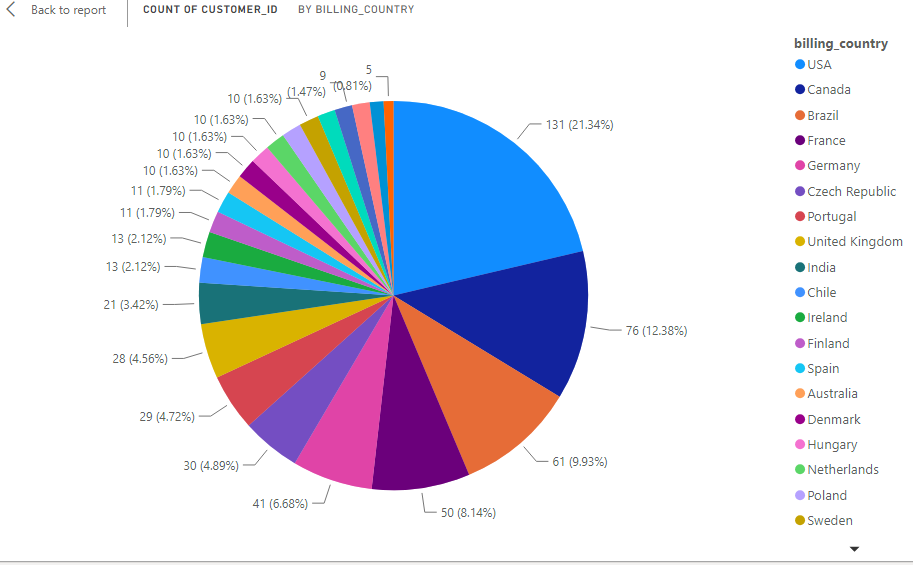 Back to report
COUNT OF CUSTOMER_ID BY BILLING_COUNTRY
billing_country
USA
Canada
Brazil
France
Germany
Czech Republic
Portugal
United Kingdom
India
Chile
Ireland
Finland
Spain
Australia
Denmark
Hungary
Netherlands
Poland
Sweden
131 (21.34%)
76 (12.38%)
61 (9.93%)
50 (8.14%)
41 (6.68%)
30 (4.89%)
29 (4.72%)
28 (4.56%)
21 (3.42%)
13 (2.12%)
13 (2.12%)
11 (1.79%)
11 (1.79%)
10 (1.63%)
10 (1.63%)
10 (1.63%)
10 (1.63%)
10 (1.63%)
9
(1.47%)
5
(0.81%)